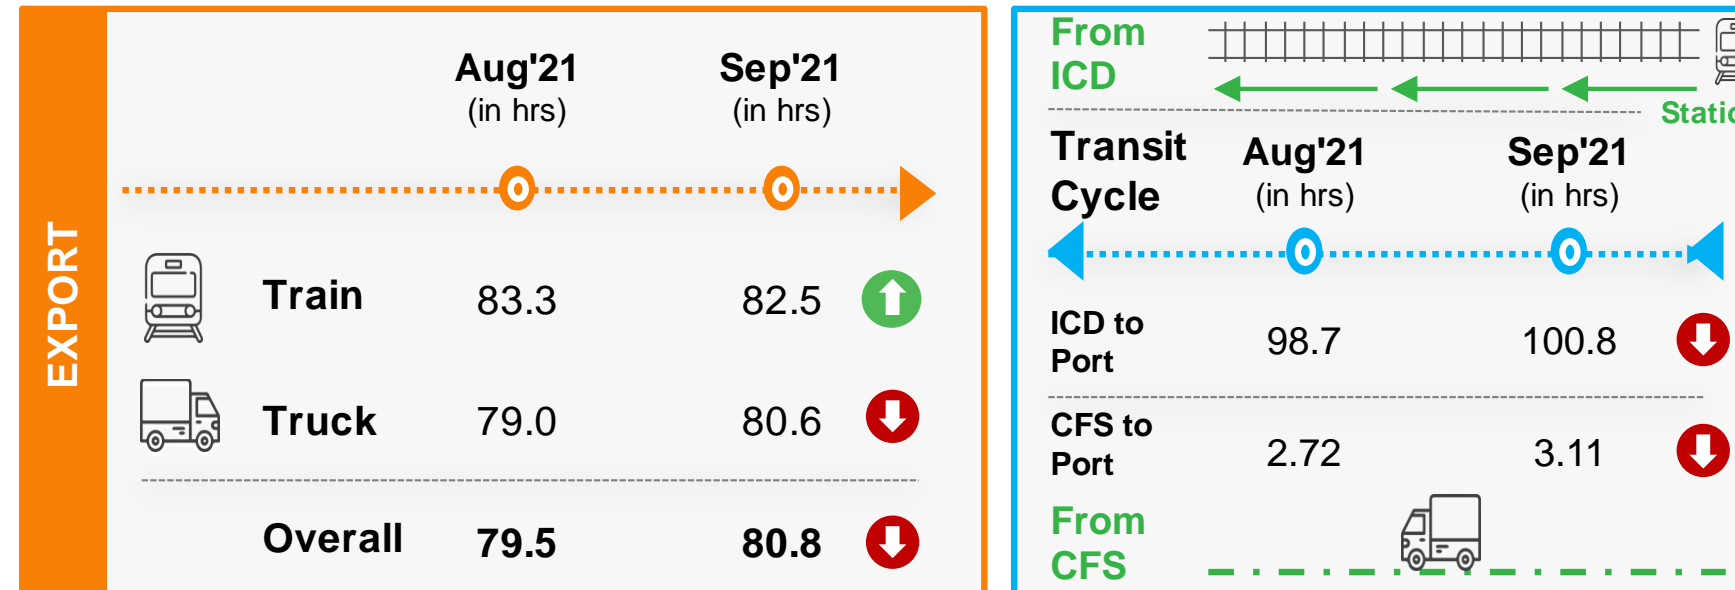 EXPORT
Aug'21 Sep'21
(in hrs) (in hrs)
Train 83.3 82.5
Truck 79.0 80.6
Overall 79.5 80.8
From
ICD
Transit
Cycle
Aug'21 Sep'21
(in hrs) (in hrs)
ICD to
Port
98.7 100.8
CFS to
Port
2.72 3.11
From
CFS